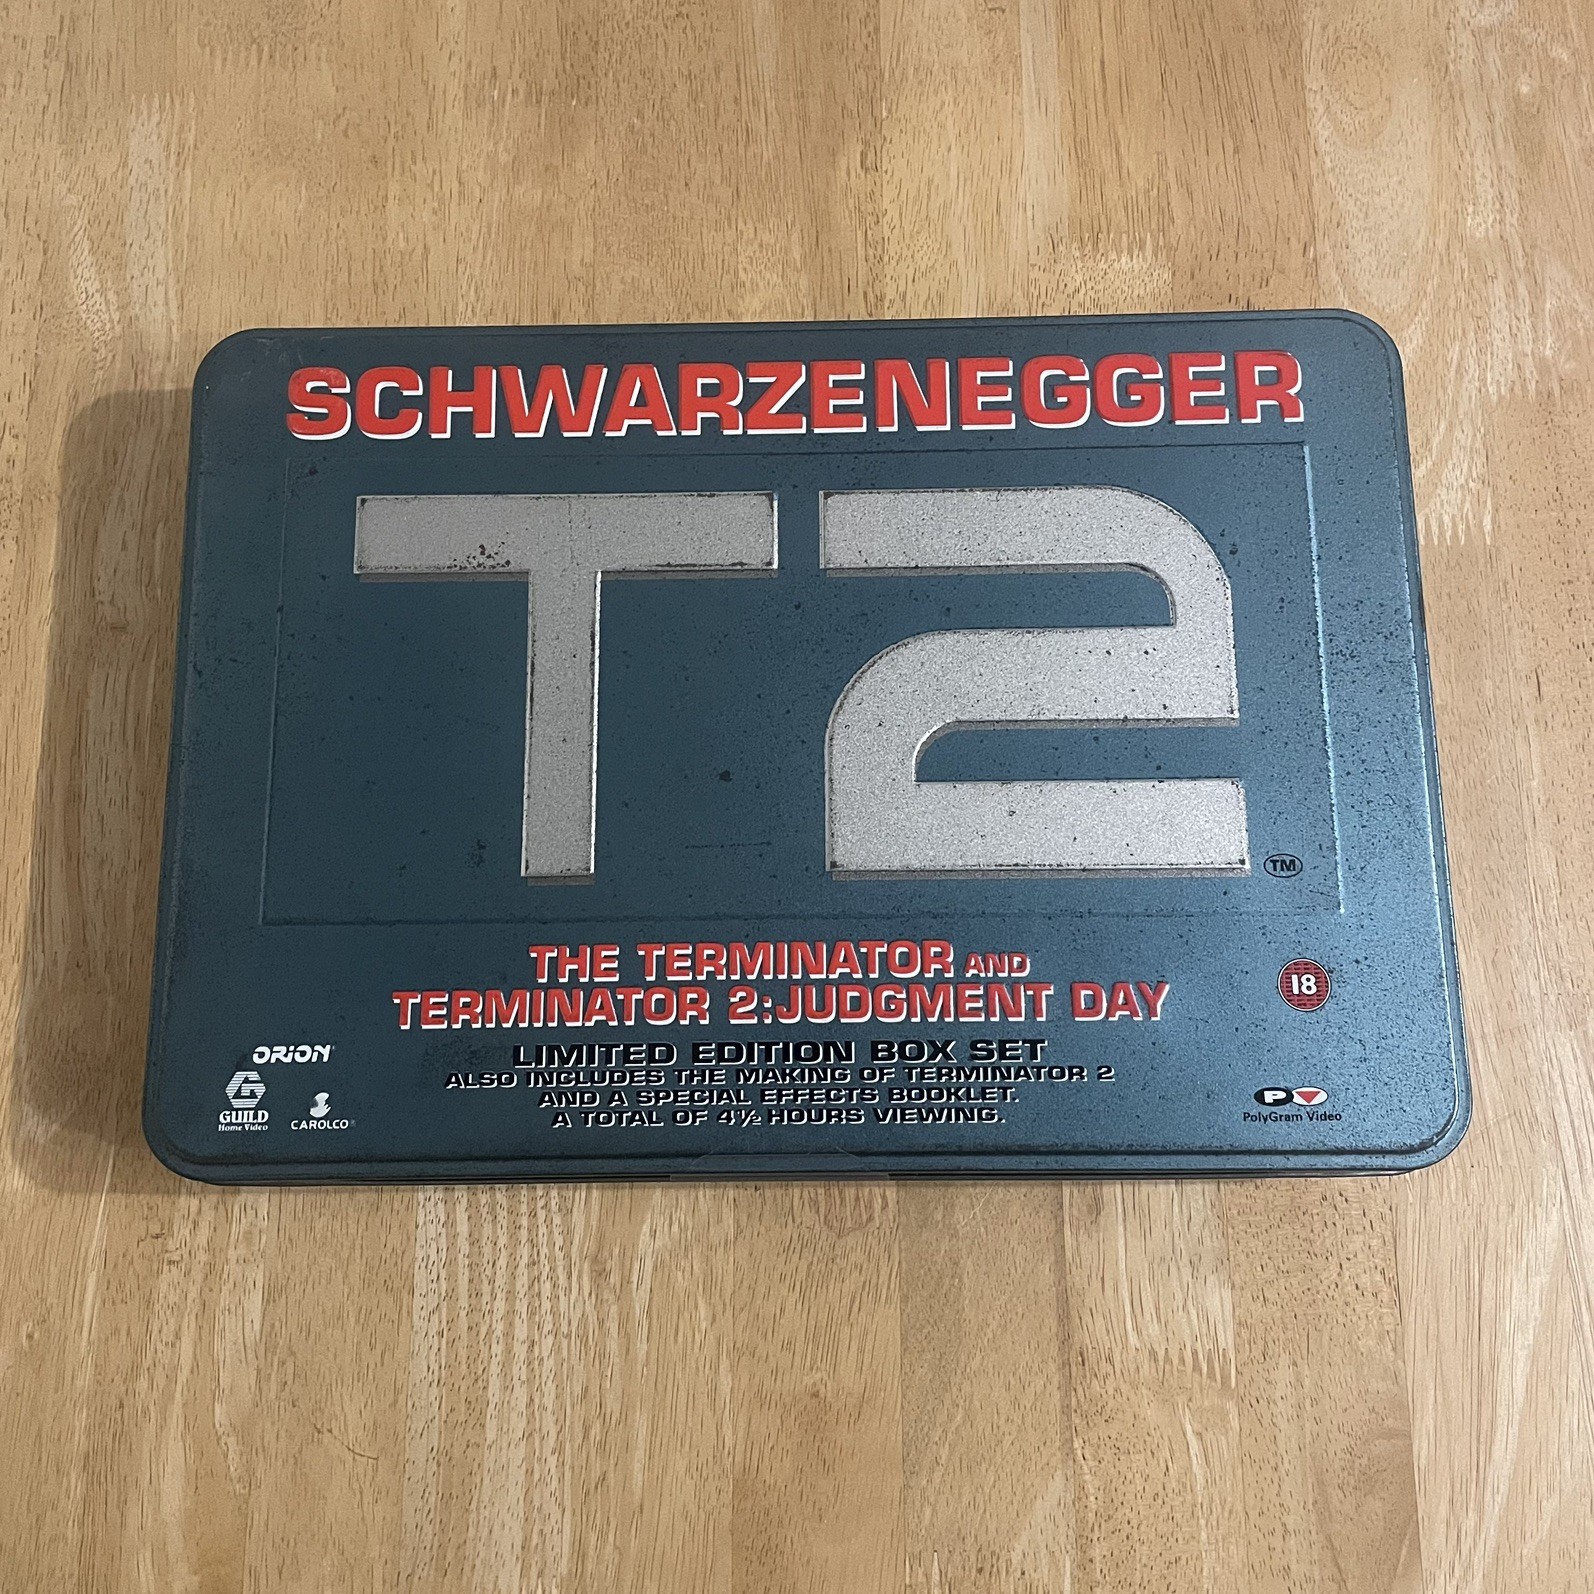 SCHWARZENEGGER
T2
TM
THE TERMINATOR AND
TERMINATOR 2:JUDGMENT DAY
18
LIMITED EDITION BOX SET
ALSO INCLUDES THE MAKING OF TERMINATOR 2
AND A SPECIAL EFFECTS BOOKLET.
A TOTAL OF 4½ HOURS VIEWING.
ORION
G
GUILD
Home Video
CAROLCO
P
PolyGram Video